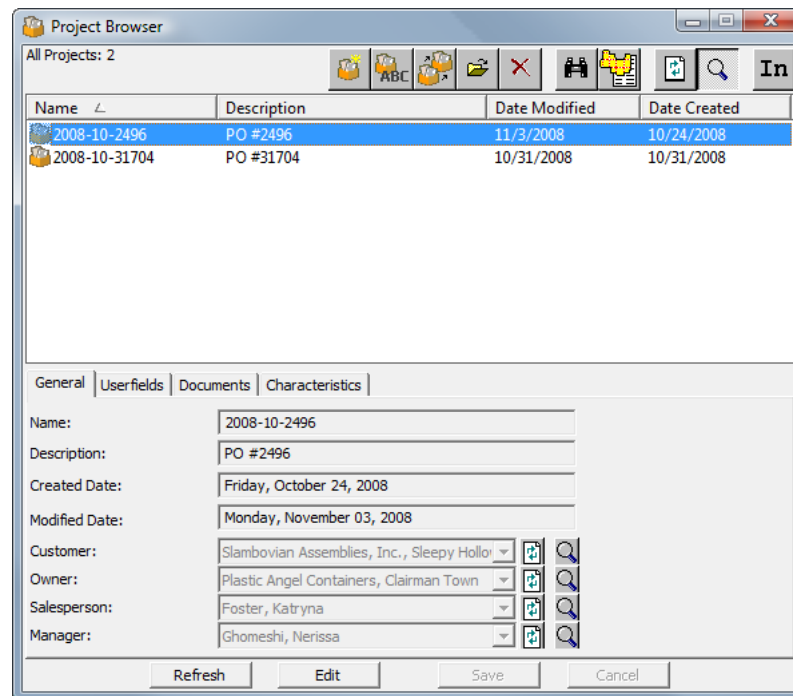 Project Browser
All Projects: 2
ABC
In
Name Description Date Modified Date Created
2008-10-2496 PO #2496 11/3/2008 10/24/2008
2008-10-31704 PO #31704 10/31/2008 10/31/2008
General Userfields Documents Characteristics
Name: 2008-10-2496
Description: PO #2496
Created Date: Friday, October 24, 2008
Modified Date: Monday, November 03, 2008
Customer: Slambovian Assemblies, Inc., Sleepy Hollo
Owner: Plastic Angel Containers, Clairman Town
Salesperson: Foster, Katryna
Manager: Ghomeshi, Nerissa
Refresh Edit Save Cancel